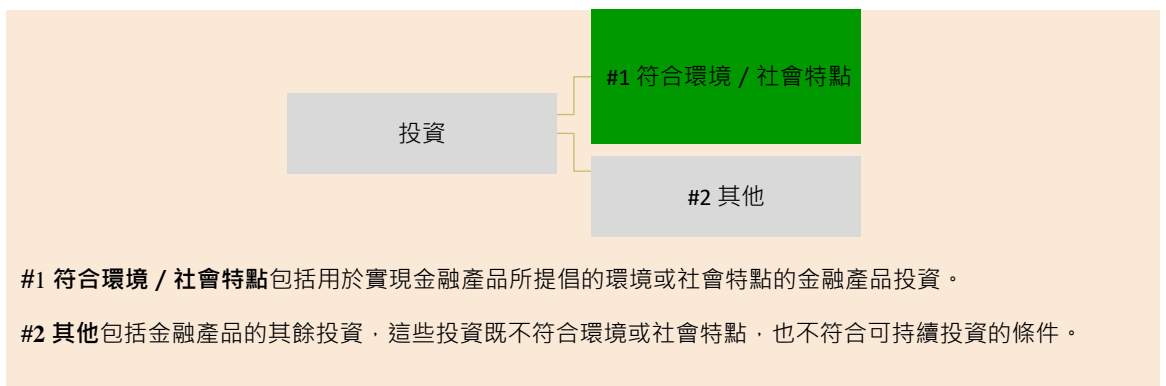 #1 符合環境 / 社會特點
投資
#2 其他
#1 符合環境 / 社會特點包括用於實現金融產品所提倡的環境或社會特點的金融產品投資。
#2 其他包括金融產品的其餘投資，這些投資既不符合環境或社會特點，也不符合可持續投資的條件。